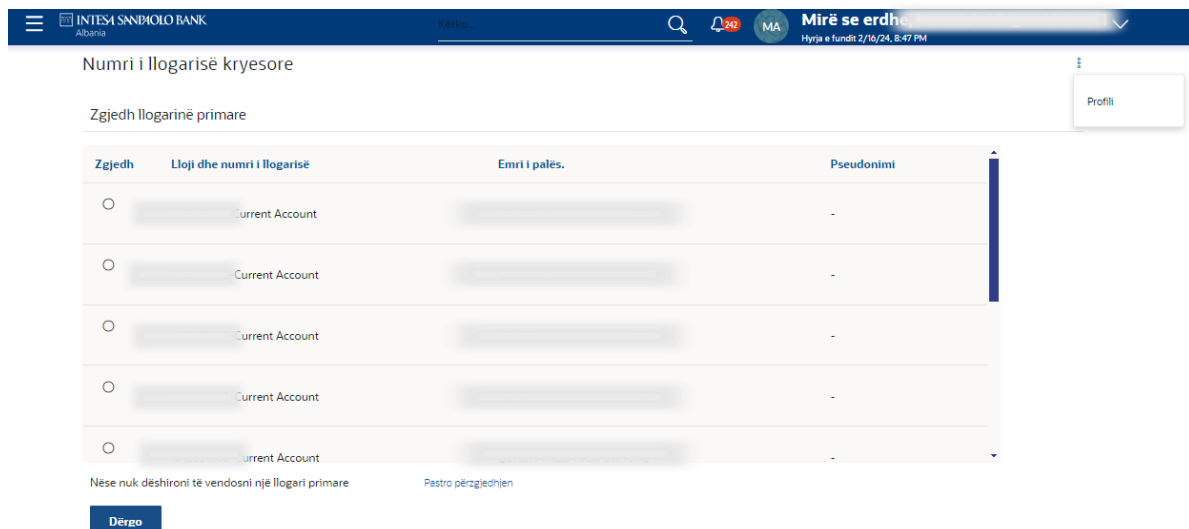 INTESA SANPAOLO BANK
Albania
Kërko...
242
MA
Mirë se erdhe,
Hyrja e fundit 2/16/24, 8:47 PM
Numri i llogarisë kryesore
Profili
Zgjedh llogarinë primare
Zgjedh Lloji dhe numri i llogarisë Emri i palës. Pseudonimi
Current Account -
-Current Account -
Current Account -
Current Account -
Current Account -
Nëse nuk dëshironi të vendosni një llogari primare Pastro përzgjedhjen
Dërgo